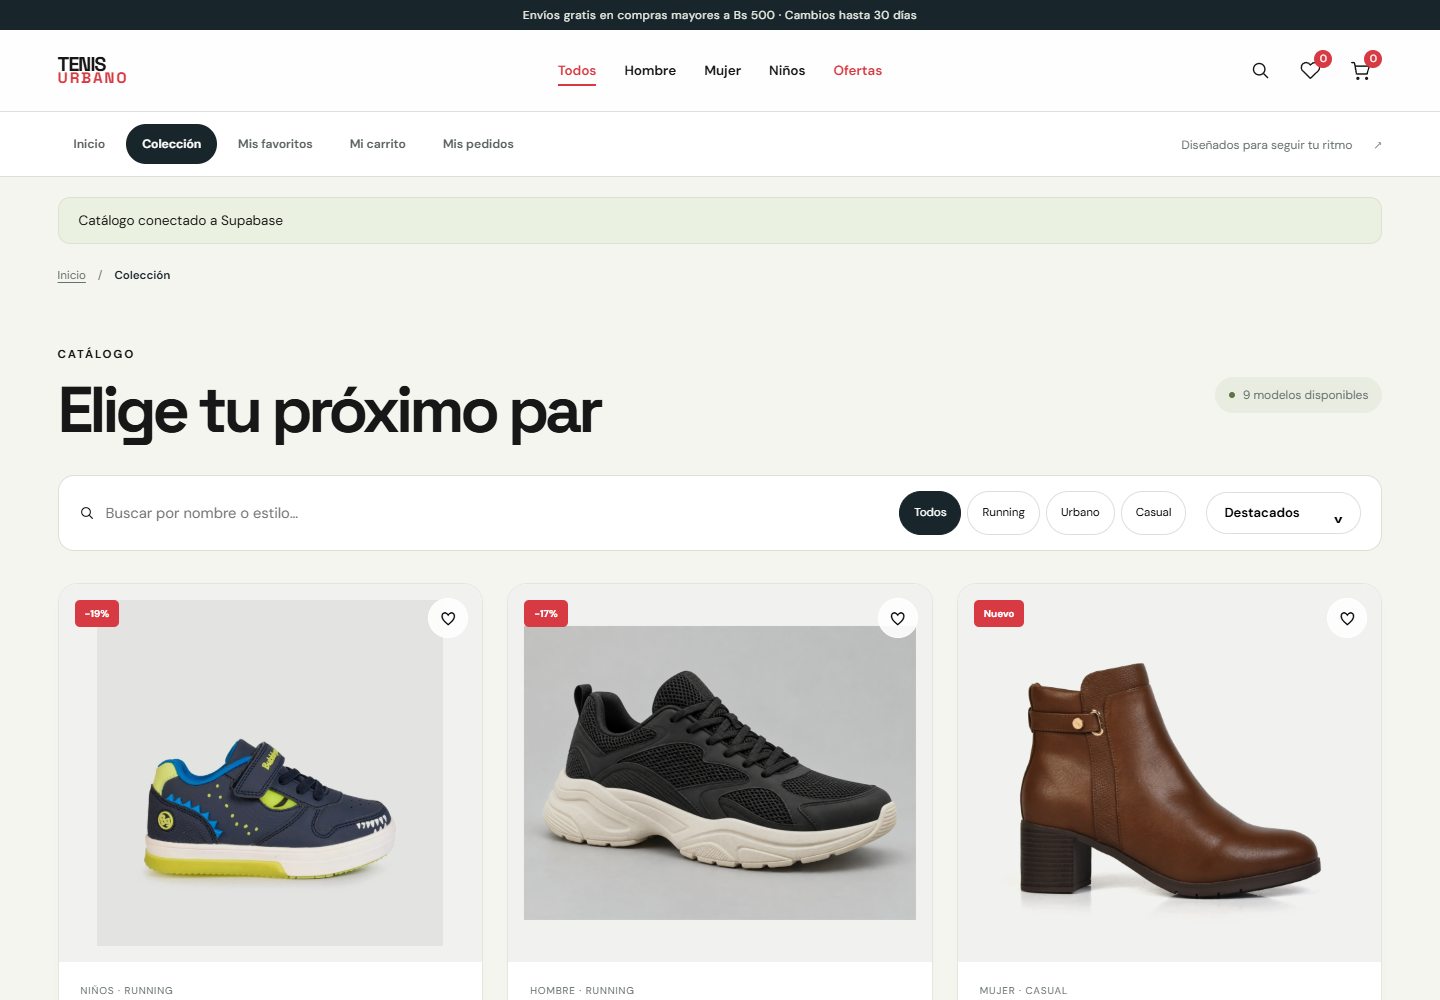 Envíos gratis en compras mayores a Bs 500 · Cambios hasta 30 días
TENIS
URBANO
Todos Hombre Mujer Niños Ofertas
0 0
Inicio Colección Mis favoritos Mi carrito Mis pedidos
Diseñados para seguir tu ritmo ↗
Catálogo conectado a Supabase
Inicio / Colección
CATÁLOGO
Elige tu próximo par
9 modelos disponibles
Buscar por nombre o estilo...
Todos Running Urbano Casual Destacados v
-19%
-17%
Nuevo
NIÑOS · RUNNING
HOMBRE · RUNNING
MUJER · CASUAL